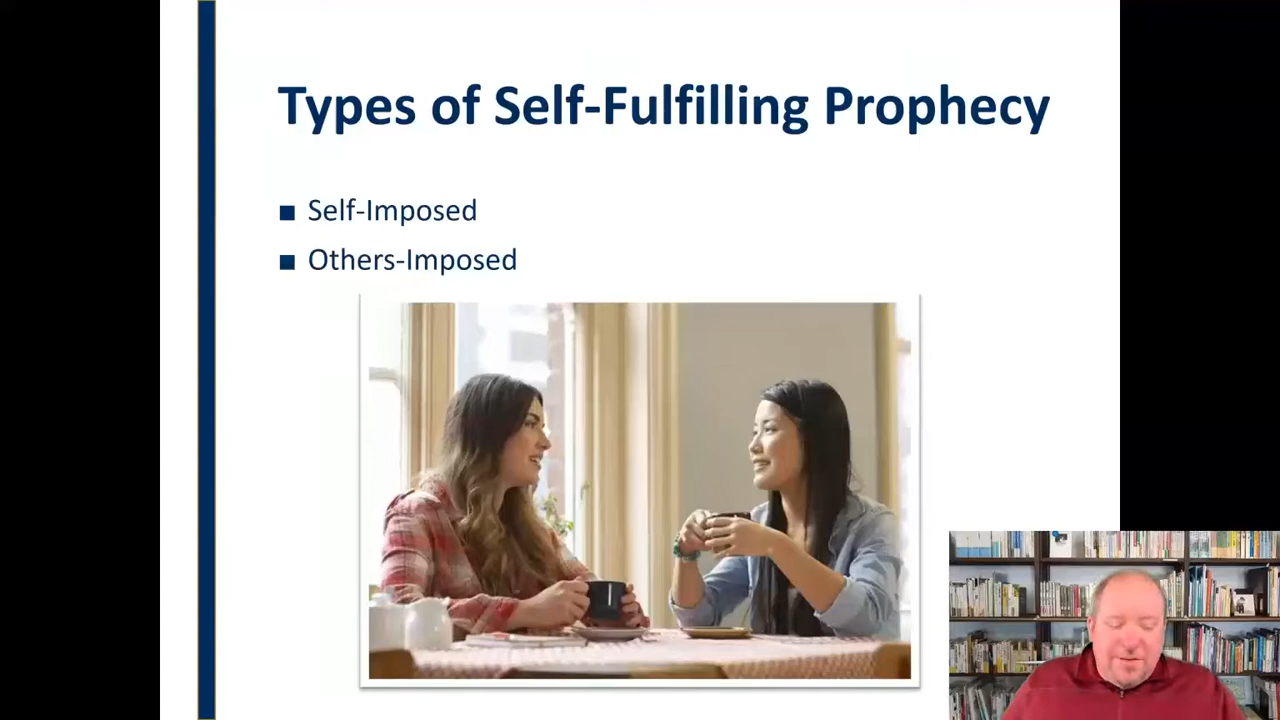 Types of Self-Fulfilling Prophecy
■ Self-Imposed
■ Others-Imposed